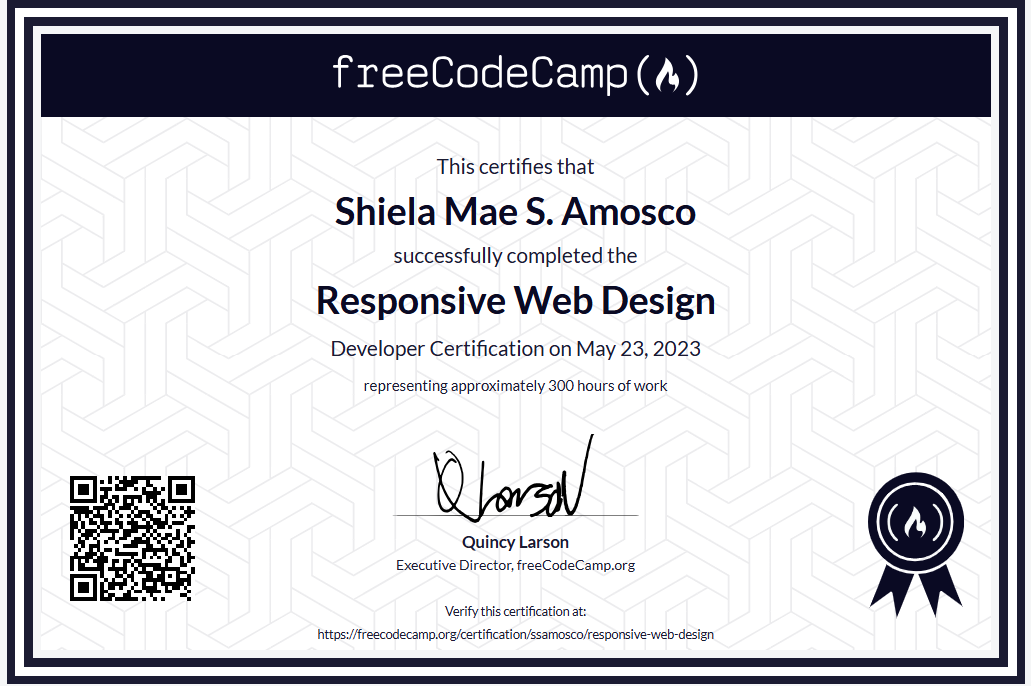 freeCodeCamp
This certifies that
Shiela Mae S. Amosco
successfully completed the
Responsive Web Design
Developer Certification on May 23, 2023
representing approximately 300 hours of work
Q Larson
Quincy Larson
Executive Director, freeCodeCamp.org
Verify this certification at:
https://freecodecamp.org/certification/ssamosco/responsive-web-design